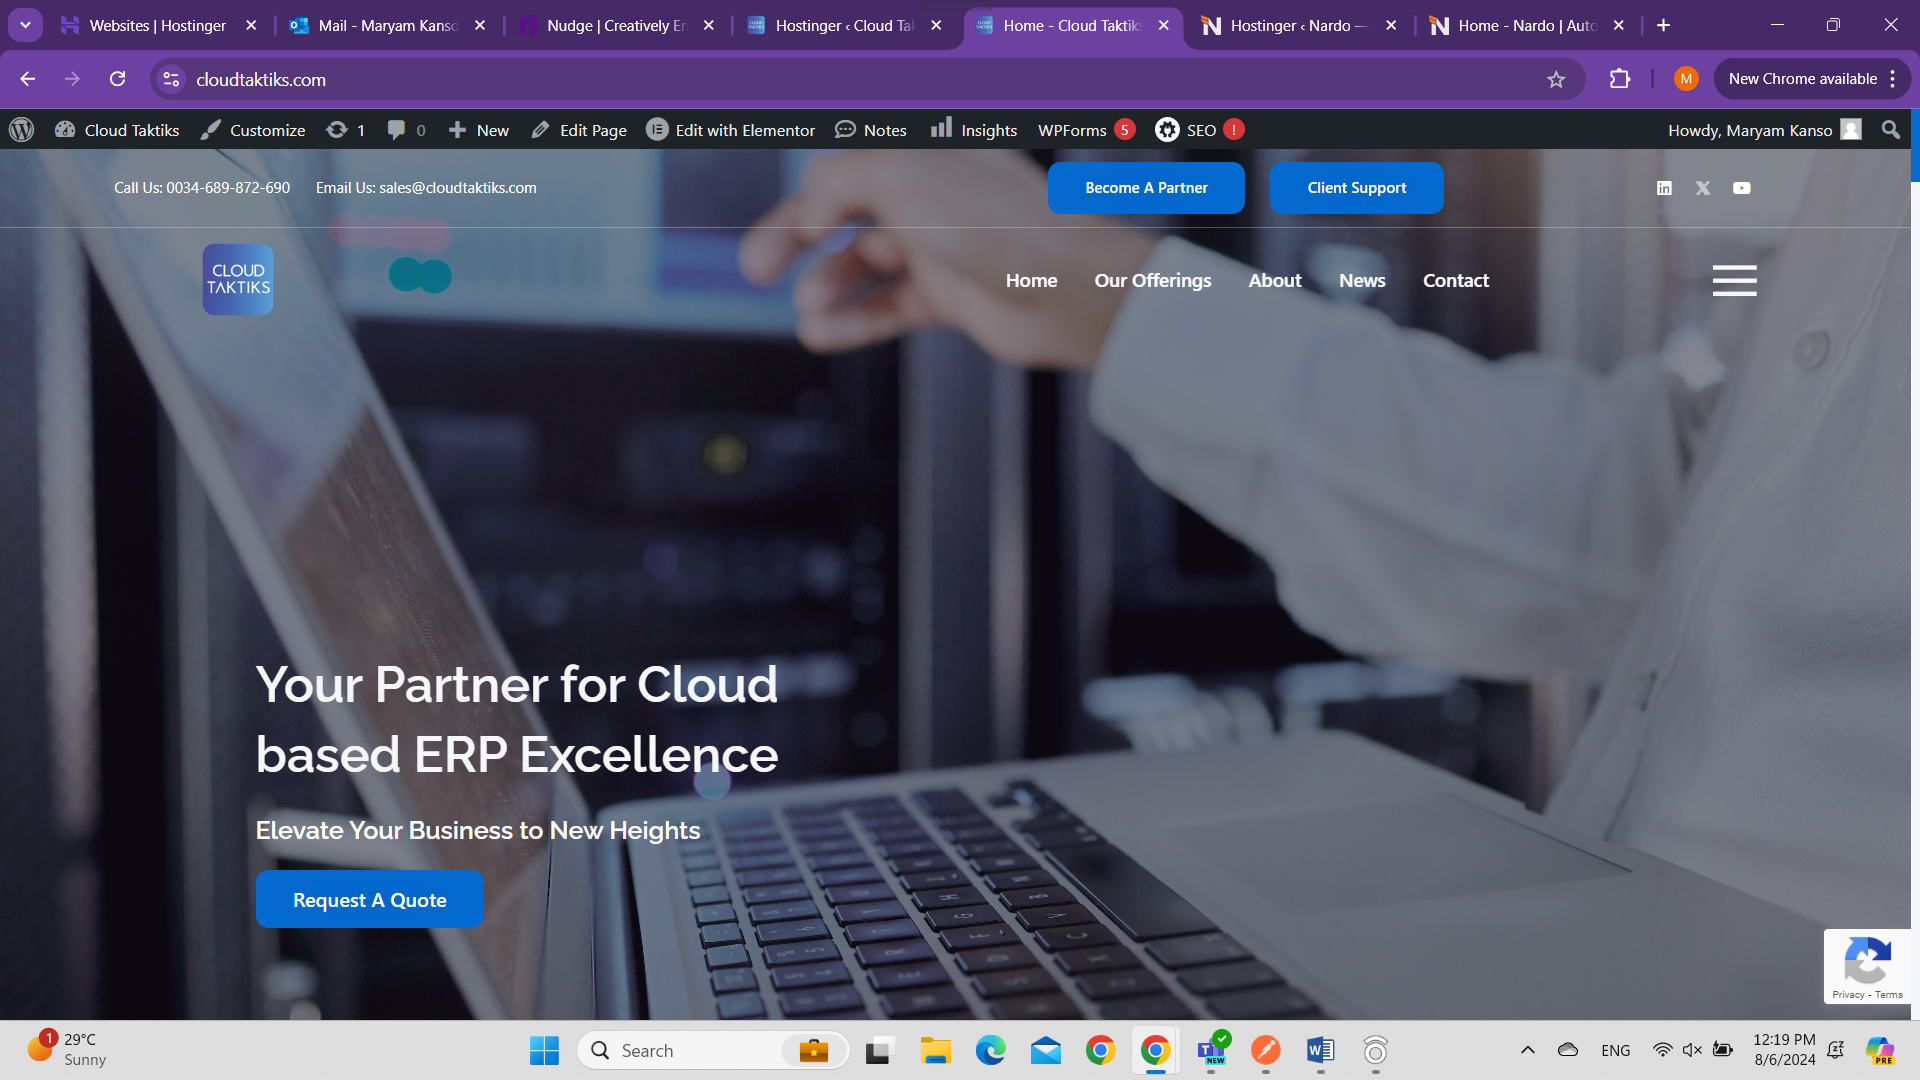 Websites | Hostinger
Mail - Maryam Kanso
Nudge | Creatively En
Hostinger ‹ Cloud Tak
Home - Cloud Taktiks
Hostinger ‹ Nardo —
Home - Nardo | Auto
cloudtaktiks.com
M
New Chrome available
Cloud Taktiks
Customize
1
0
New
Edit Page
Edit with Elementor
Notes
Insights
WPForms 5
SEO !
Howdy, Maryam Kanso
Call Us: 0034-689-872-690
Email Us: sales@cloudtaktiks.com
Become A Partner
Client Support
CLOUD
TAKTIKS
Home
Our Offerings
About
News
Contact
Your Partner for Cloud
based ERP Excellence
Elevate Your Business to New Heights
Request A Quote
Privacy - Terms
1
29°C
Sunny
Search
NEW
ENG
12:19 PM
8/6/2024
PRE